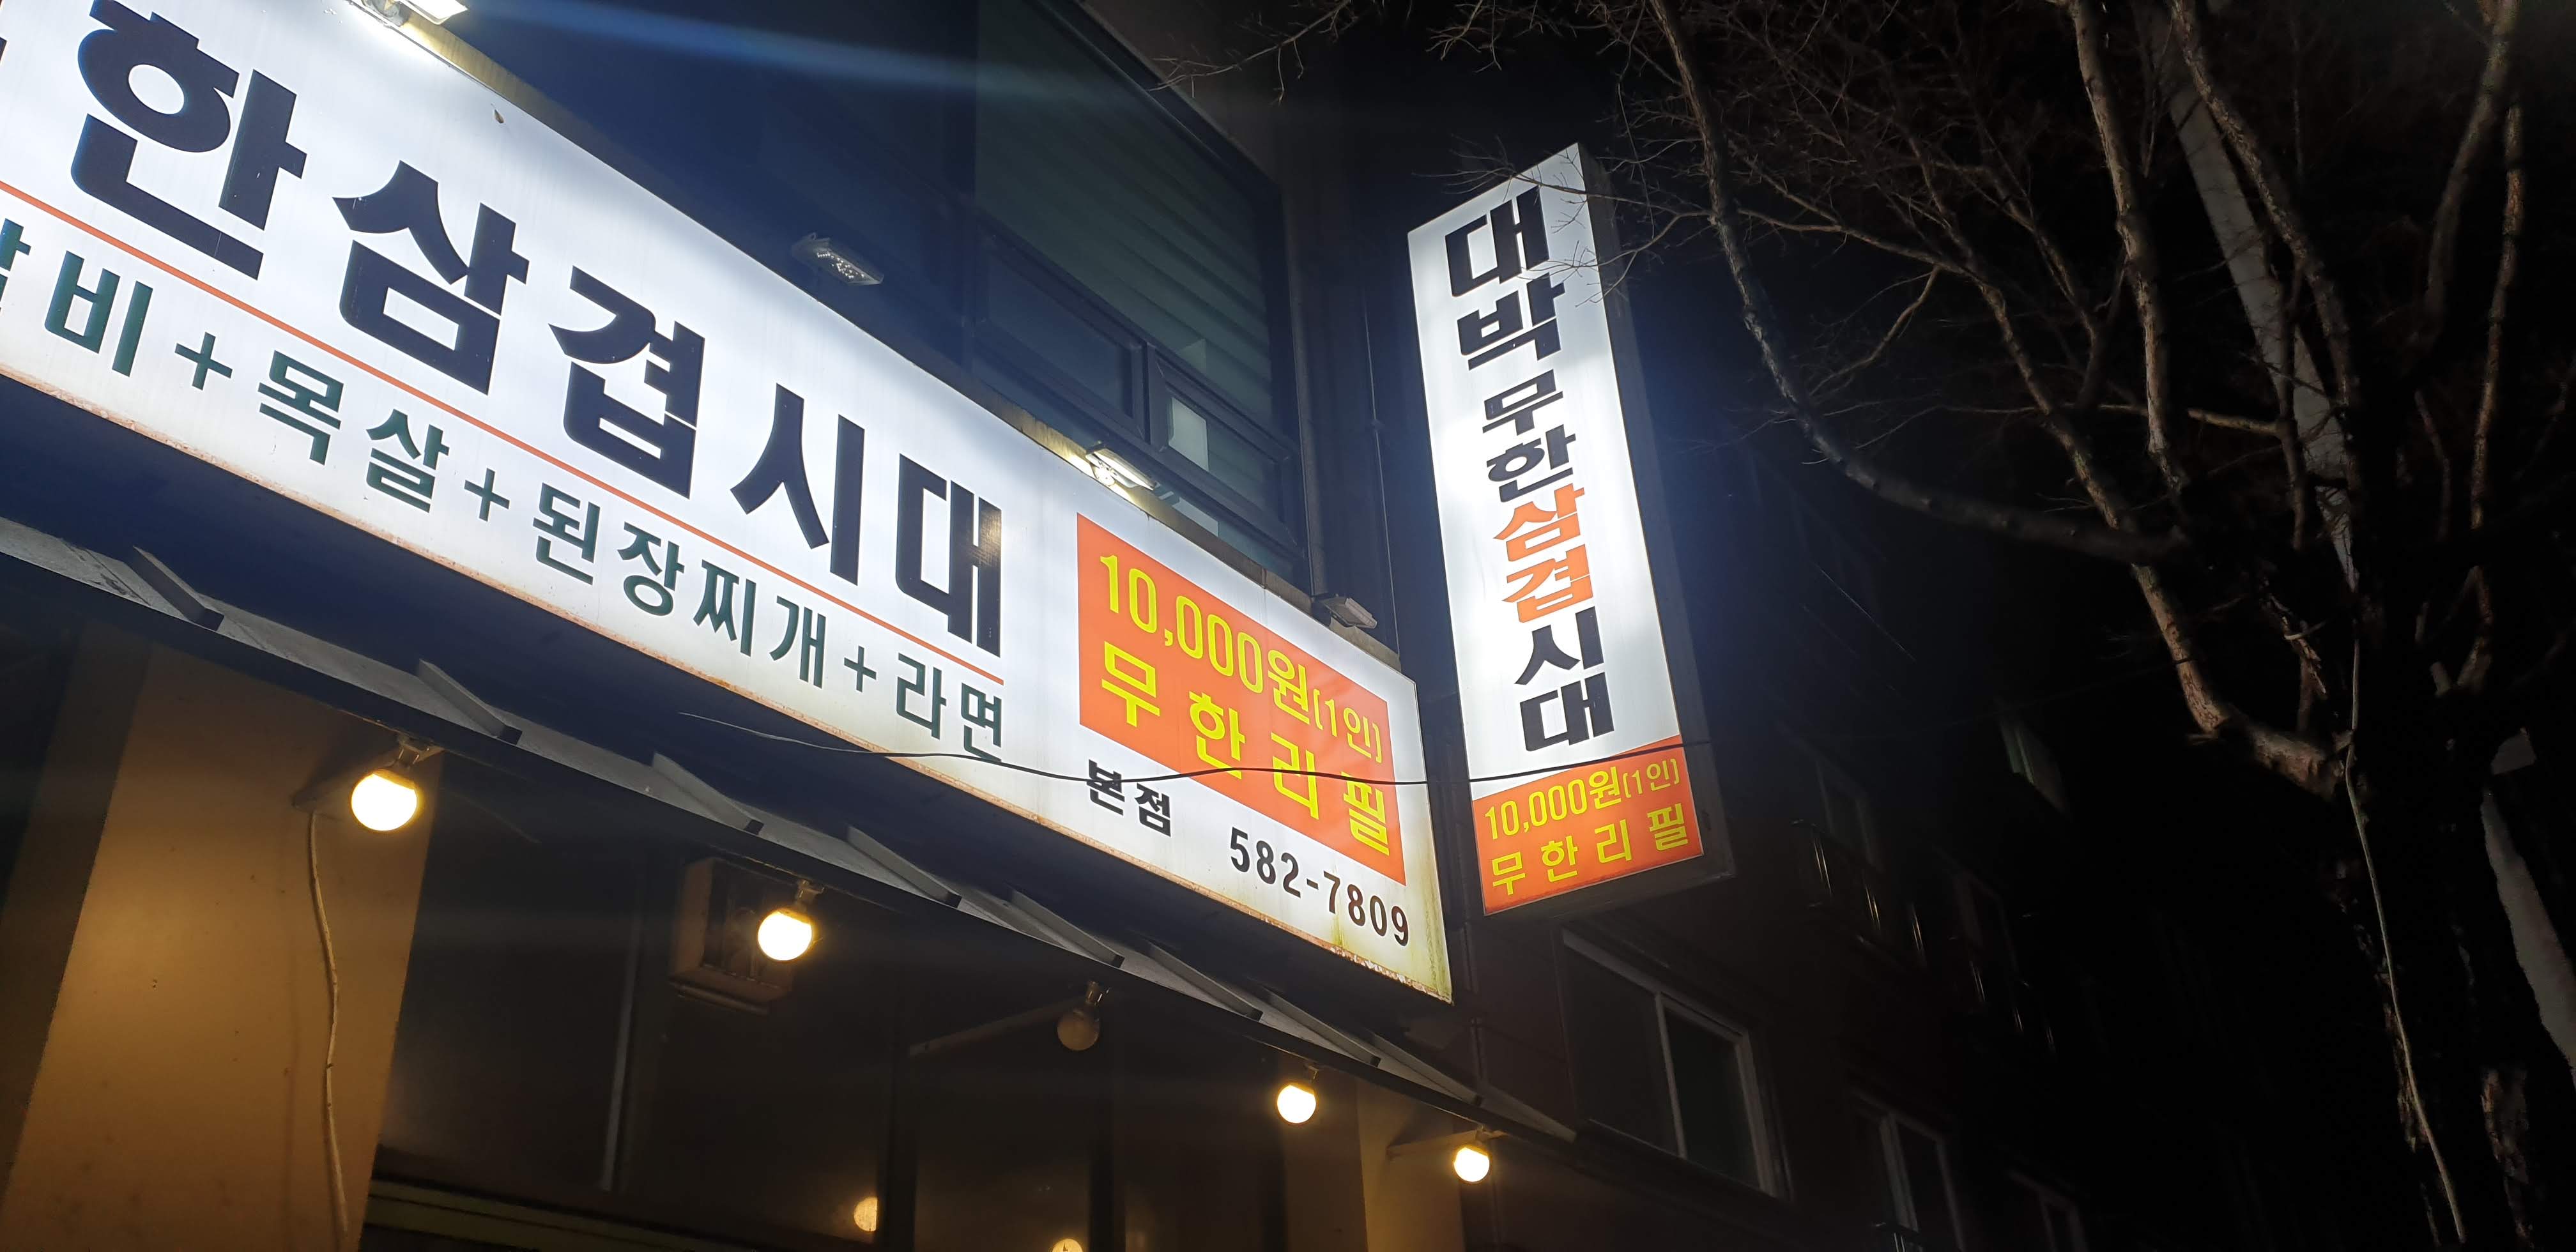 한삼겹시대
비+목살+된장찌개+라면
10,000원(1인)
무한리필
본점 582-7809
대박무한삼겹시대
10,000원(1인)
무한리필